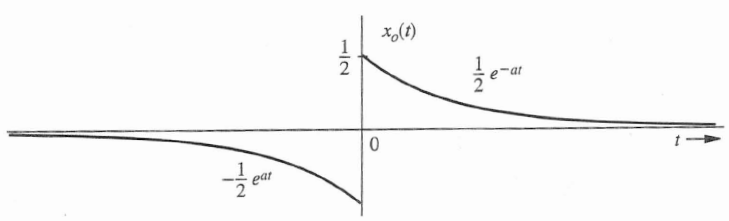 x_o(t)
1/2
1/2 e^{-at}
0
t →
-1/2 e^{at}